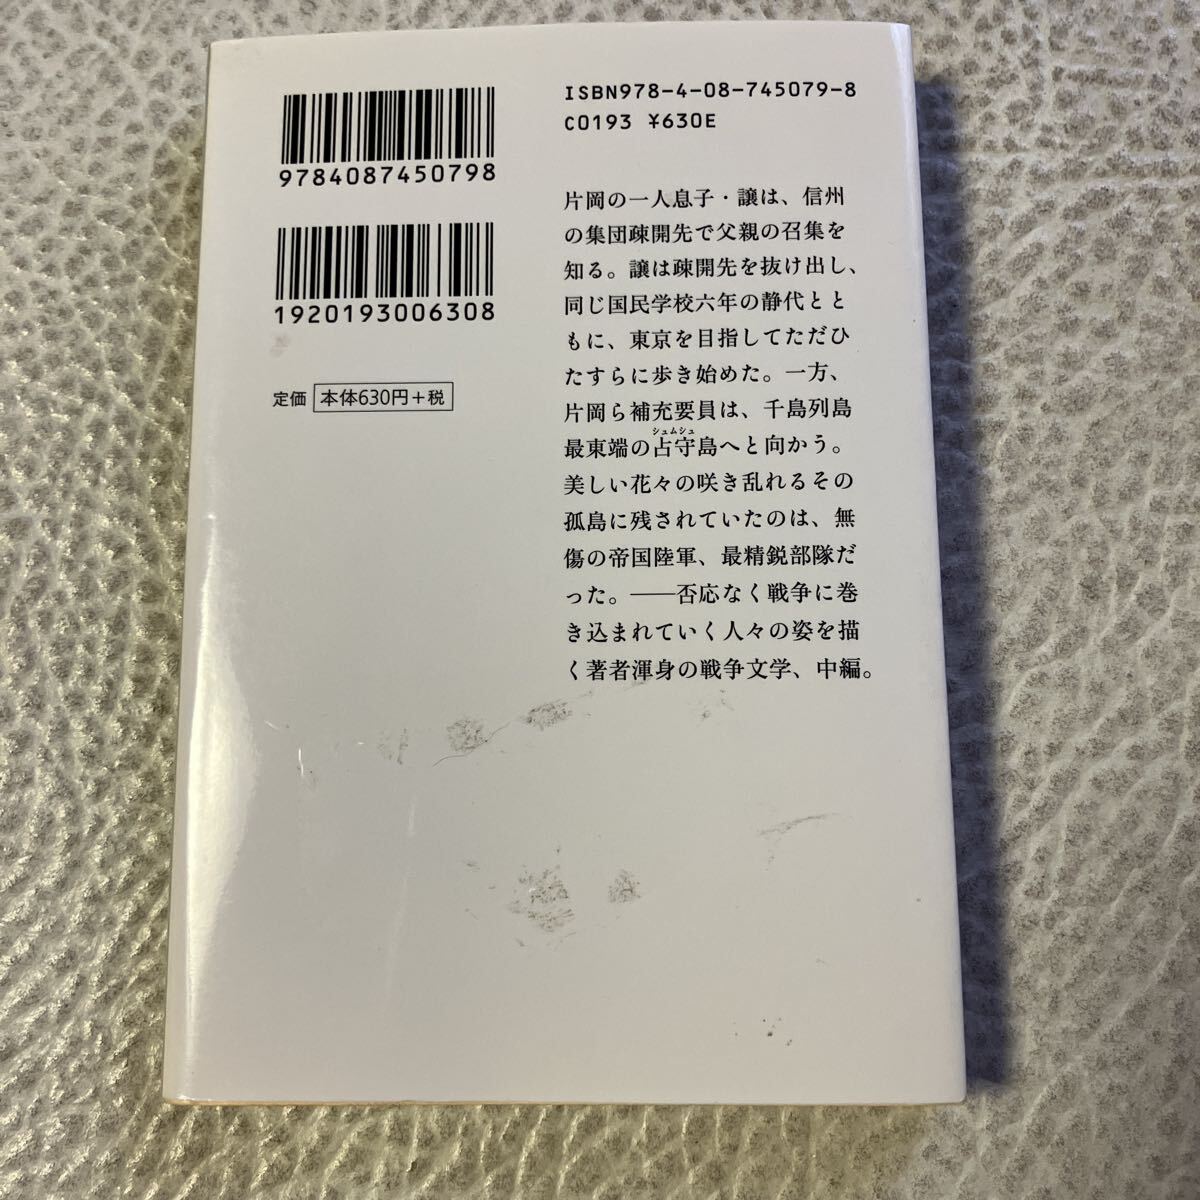 9784087450798
1920193006308
定価 本体630円+税
ISBN978-4-08-745079-8
C0193 ¥630E
片岡の一人息子・譲は、信州
の集団疎開先で父親の召集を
知る。譲は疎開先を抜け出し、
同じ国民学校六年の静代とと
もに、東京を目指してただひ
たすらに歩き始めた。一方、
片岡ら補充要員は、千島列島
シュムシュ
最東端の占守島へと向かう。
美しい花々の咲き乱れるその
孤島に残されていたのは、無
傷の帝国陸軍、最精鋭部隊だ
った。――否応なく戦争に巻
き込まれていく人々の姿を描
く著者渾身の戦争文学、中編。